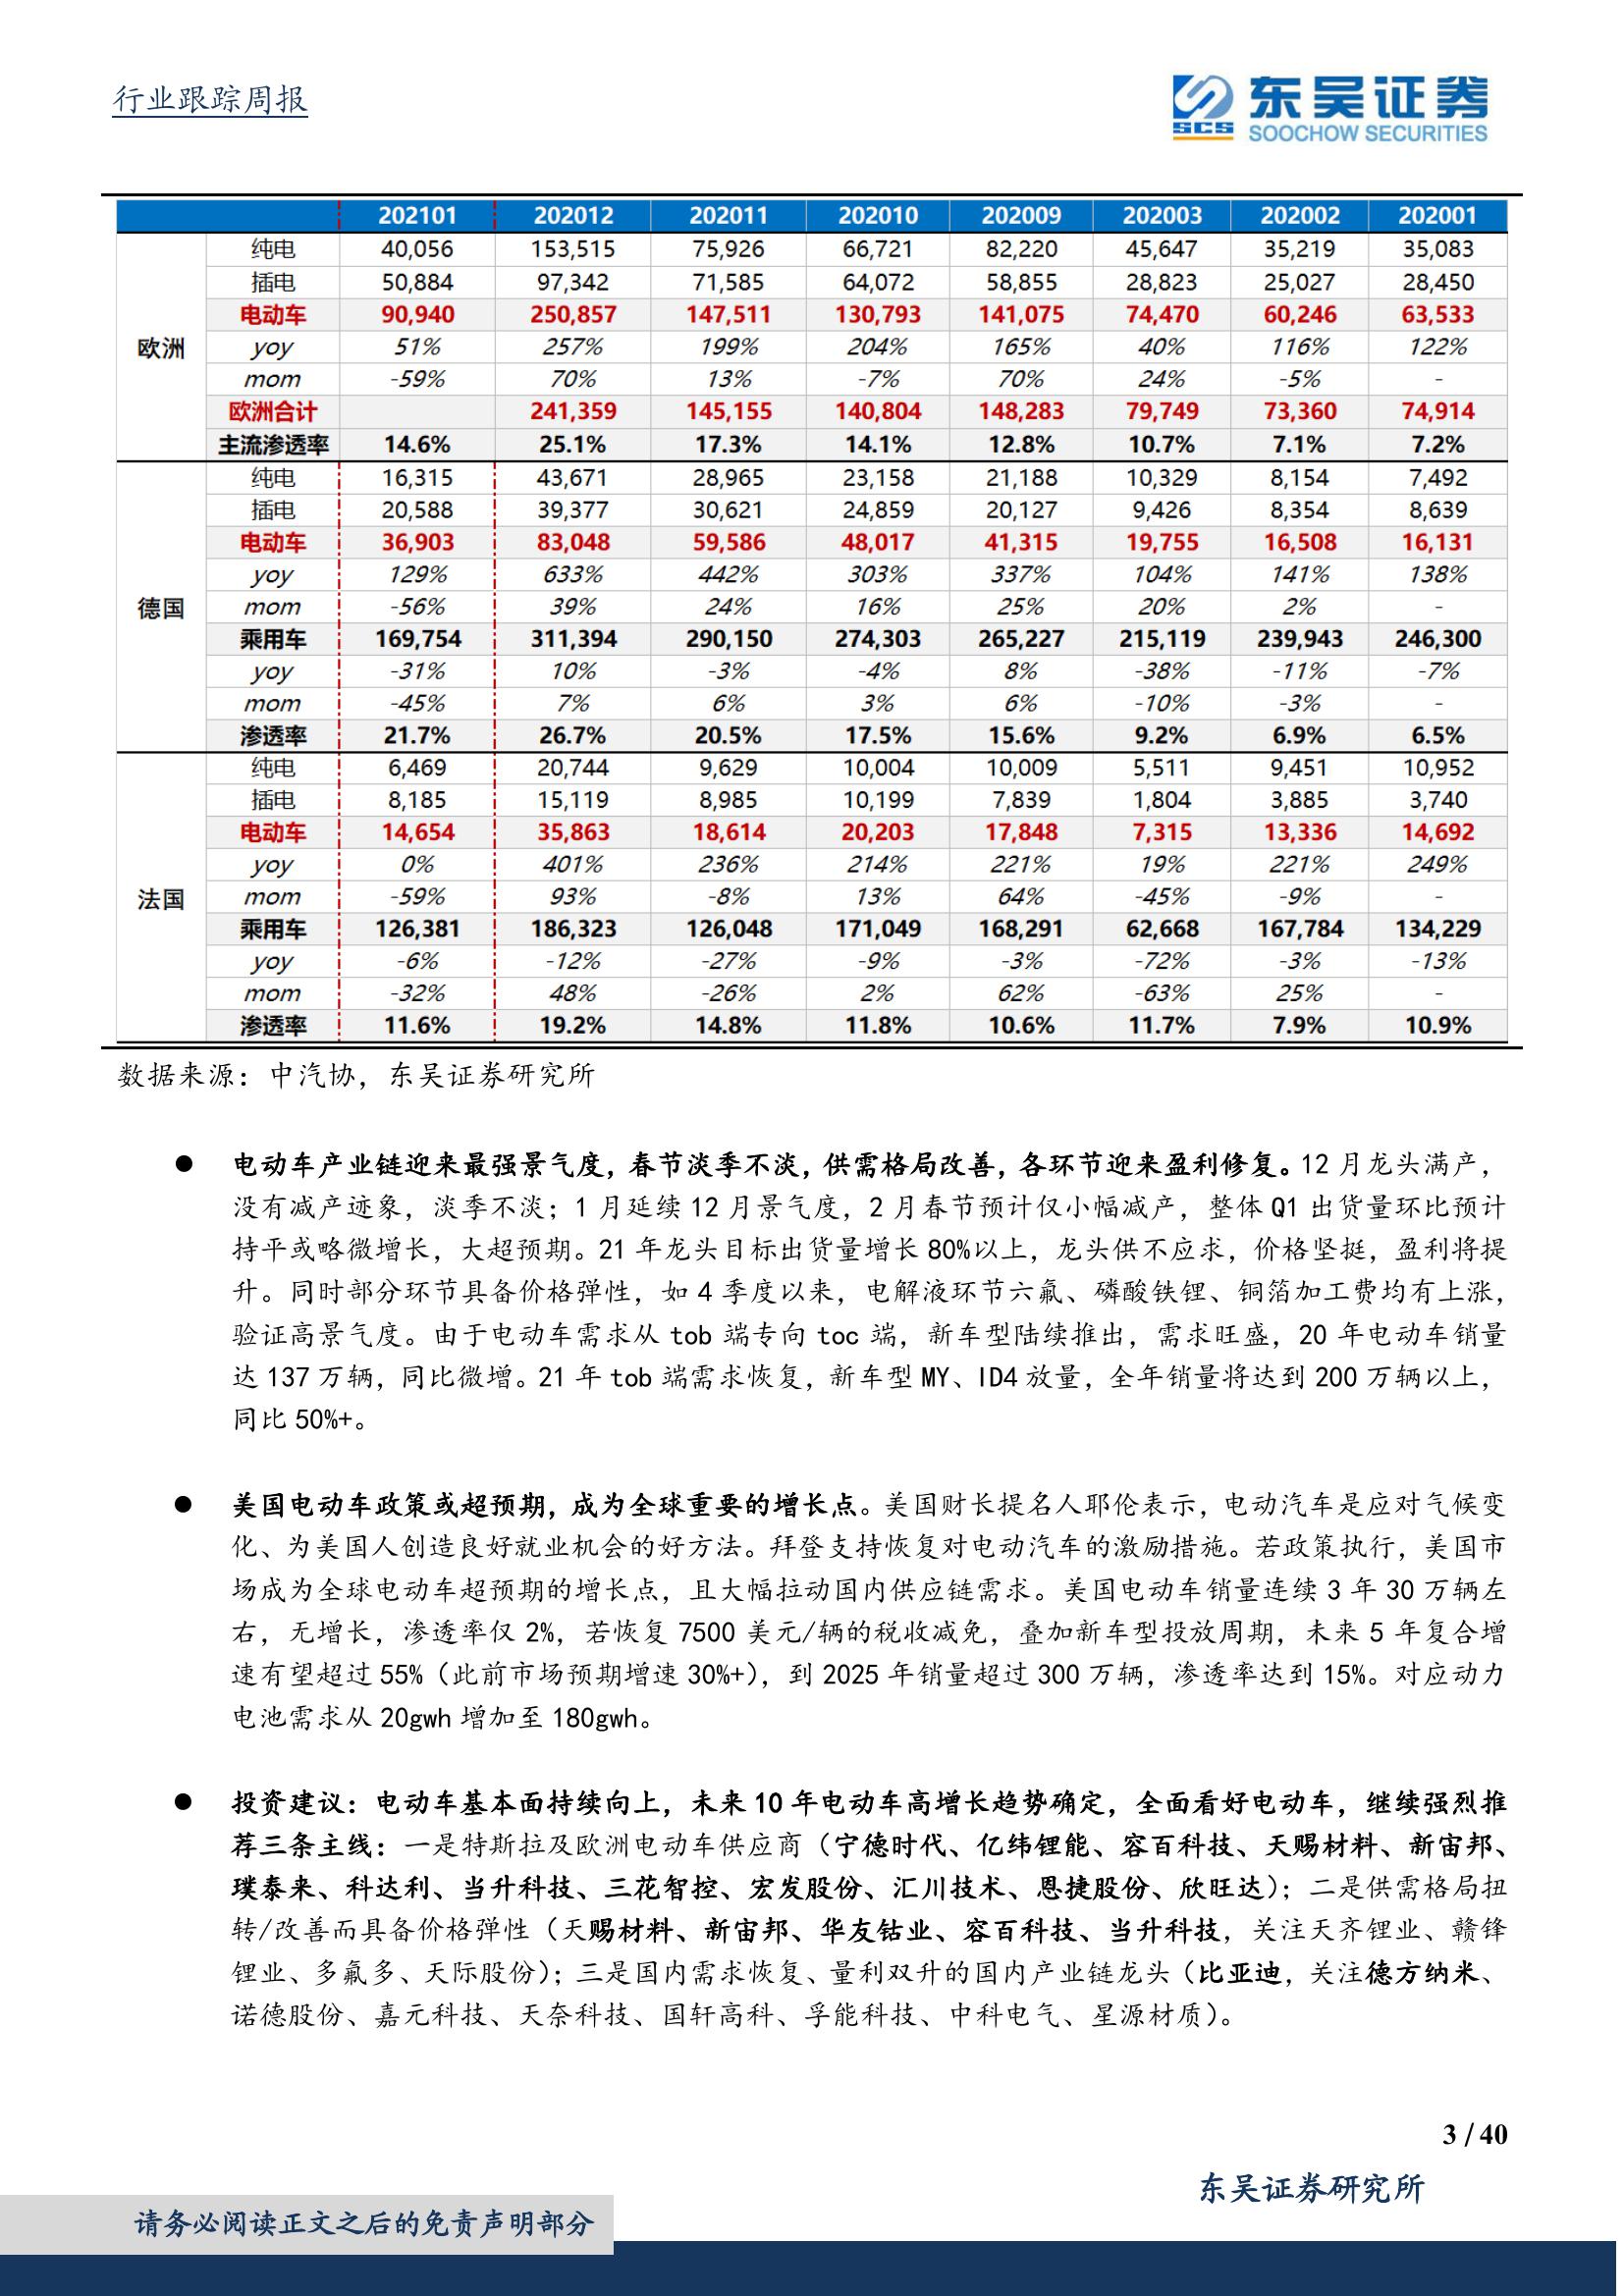 行业跟踪周报
SCS
东吴证券
SOOCHOW SECURITIES
202101 202012 202011 202010 202009 202003 202002 202001
欧洲
纯电 40,056 153,515 75,926 66,721 82,220 45,647 35,219 35,083
插电 50,884 97,342 71,585 64,072 58,855 28,823 25,027 28,450
电动车 90,940 250,857 147,511 130,793 141,075 74,470 60,246 63,533
yoy 51% 257% 199% 204% 165% 40% 116% 122%
mom -59% 70% 13% -7% 70% 24% -5% -
欧洲合计 241,359 145,155 140,804 148,283 79,749 73,360 74,914
主流渗透率 14.6% 25.1% 17.3% 14.1% 12.8% 10.7% 7.1% 7.2%
德国
纯电 16,315 43,671 28,965 23,158 21,188 10,329 8,154 7,492
插电 20,588 39,377 30,621 24,859 20,127 9,426 8,354 8,639
电动车 36,903 83,048 59,586 48,017 41,315 19,755 16,508 16,131
yoy 129% 633% 442% 303% 337% 104% 141% 138%
mom -56% 39% 24% 16% 25% 20% 2% -
乘用车 169,754 311,394 290,150 274,303 265,227 215,119 239,943 246,300
yoy -31% 10% -3% -4% 8% -38% -11% -7%
mom -45% 7% 6% 3% 6% -10% -3% -
渗透率 21.7% 26.7% 20.5% 17.5% 15.6% 9.2% 6.9% 6.5%
法国
纯电 6,469 20,744 9,629 10,004 10,009 5,511 9,451 10,952
插电 8,185 15,119 8,985 10,199 7,839 1,804 3,885 3,740
电动车 14,654 35,863 18,614 20,203 17,848 7,315 13,336 14,692
yoy 0% 401% 236% 214% 221% 19% 221% 249%
mom -59% 93% -8% 13% 64% -45% -9% -
乘用车 126,381 186,323 126,048 171,049 168,291 62,668 167,784 134,229
yoy -6% -12% -27% -9% -3% -72% -3% -13%
mom -32% 48% -26% 2% 62% -63% 25% -
渗透率 11.6% 19.2% 14.8% 11.8% 10.6% 11.7% 7.9% 10.9%
数据来源：中汽协，东吴证券研究所
● 电动车产业链迎来最强景气度，春节淡季不淡，供需格局改善，各环节迎来盈利修复。12 月龙头满产，
没有减产迹象，淡季不淡；1 月延续 12 月景气度，2 月春节预计仅小幅减产，整体 Q1 出货量环比预计
持平或略微增长，大超预期。21 年龙头目标出货量增长 80%以上，龙头供不应求，价格坚挺，盈利将提
升。同时部分环节具备价格弹性，如 4 季度以来，电解液环节六氟、磷酸铁锂、铜箔加工费均有上涨，
验证高景气度。由于电动车需求从 tob 端专向 toc 端，新车型陆续推出，需求旺盛，20 年电动车销量
达 137 万辆，同比微增。21 年 tob 端需求恢复，新车型 MY、ID4 放量，全年销量将达到 200 万辆以上，
同比 50%+。
● 美国电动车政策或超预期，成为全球重要的增长点。美国财长提名人耶伦表示，电动汽车是应对气候变
化、为美国人创造良好就业机会的好方法。拜登支持恢复对电动汽车的激励措施。若政策执行，美国市
场成为全球电动车超预期的增长点，且大幅拉动国内供应链需求。美国电动车销量连续 3 年 30 万辆左
右，无增长，渗透率仅 2%，若恢复 7500 美元/辆的税收减免，叠加新车型投放周期，未来 5 年复合增
速有望超过 55%（此前市场预期增速 30%+），到 2025 年销量超过 300 万辆，渗透率达到 15%。对应动力
电池需求从 20gwh 增加至 180gwh。
● 投资建议：电动车基本面持续向上，未来 10 年电动车高增长趋势确定，全面看好电动车，继续强烈推
荐三条主线：一是特斯拉及欧洲电动车供应商（宁德时代、亿纬锂能、容百科技、天赐材料、新宙邦、
璞泰来、科达利、当升科技、三花智控、宏发股份、汇川技术、恩捷股份、欣旺达）；二是供需格局扭
转/改善而具备价格弹性（天赐材料、新宙邦、华友钴业、容百科技、当升科技，关注天齐锂业、赣锋
锂业、多氟多、天际股份）；三是国内需求恢复、量利双升的国内产业链龙头（比亚迪，关注德方纳米、
诺德股份、嘉元科技、天奈科技、国轩高科、孚能科技、中科电气、星源材质）。
3 / 40
东吴证券研究所
请务必阅读正文之后的免责声明部分